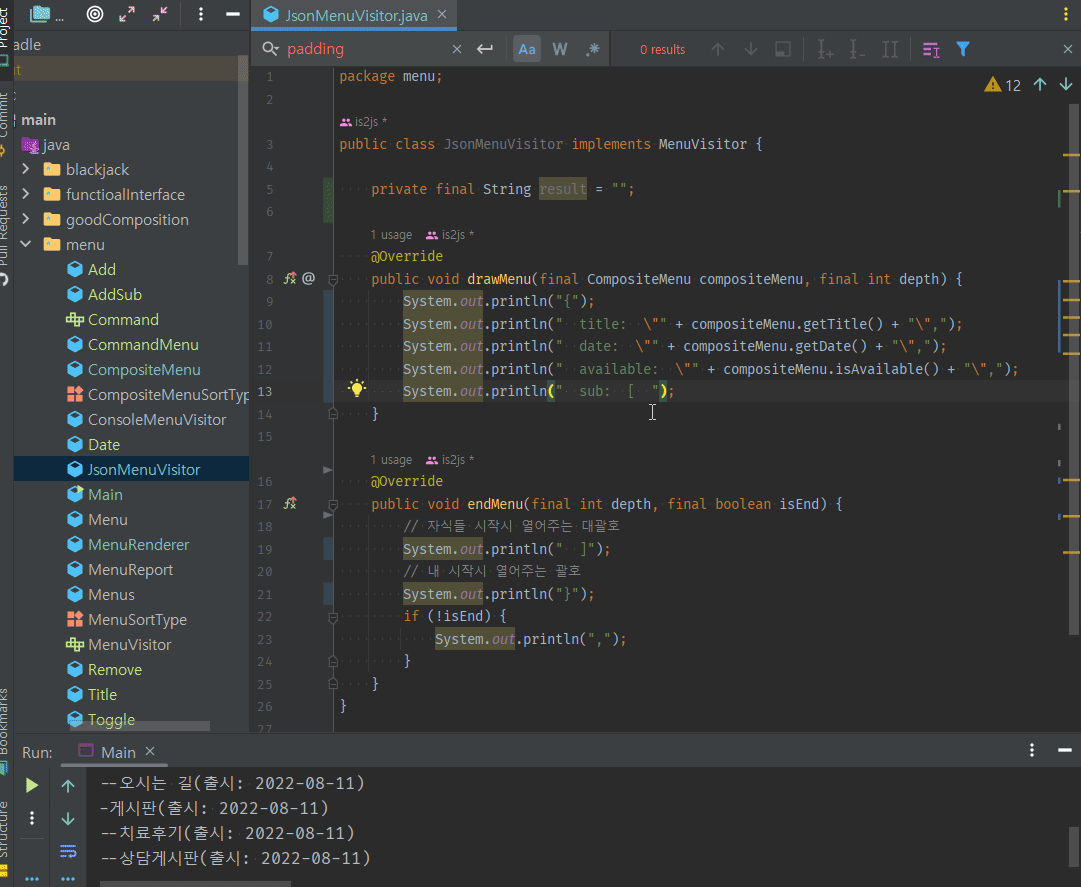 Project
Commit
Pull Requests
Bookmarks
Structure
...
JsonMenuVisitor.java
adle
t
main
java
blackjack
functioalInterface
goodComposition
menu
Add
AddSub
Command
CommandMenu
CompositeMenu
CompositeMenuSortTyp
ConsoleMenuVisitor
Date
JsonMenuVisitor
Main
Menu
MenuRenderer
MenuReport
Menus
MenuSortType
MenuVisitor
Remove
Title
Toggle
padding
Aa W .* 0 results
12
1 package menu;
2
is2js *
3 public class JsonMenuVisitor implements MenuVisitor {
4
5 private final String result = "";
6
1 usage is2js *
7 @Override
8 @ public void drawMenu(final CompositeMenu compositeMenu, final int depth) {
9 System.out.println("{");
10 System.out.println("  title:  \"" + compositeMenu.getTitle() + "\",");
11 System.out.println("  date:  \"" + compositeMenu.getDate() + "\",");
12 System.out.println("  available:  \"" + compositeMenu.isAvailable() + "\",");
13 System.out.println("  sub:  [  ");
14 }
15
1 usage is2js *
16 @Override
17 public void endMenu(final int depth, final boolean isEnd) {
18 // 자식들 시작시 열어주는 대괄호
19 System.out.println("  ]");
20 // 내 시작시 열어주는 괄호
21 System.out.println("}");
22 if (!isEnd) {
23 System.out.println(",");
24 }
25 }
26 }
27
Run: Main
--오시는 길(출시: 2022-08-11)
-게시판(출시: 2022-08-11)
--치료후기(출시: 2022-08-11)
--상담게시판(출시: 2022-08-11)